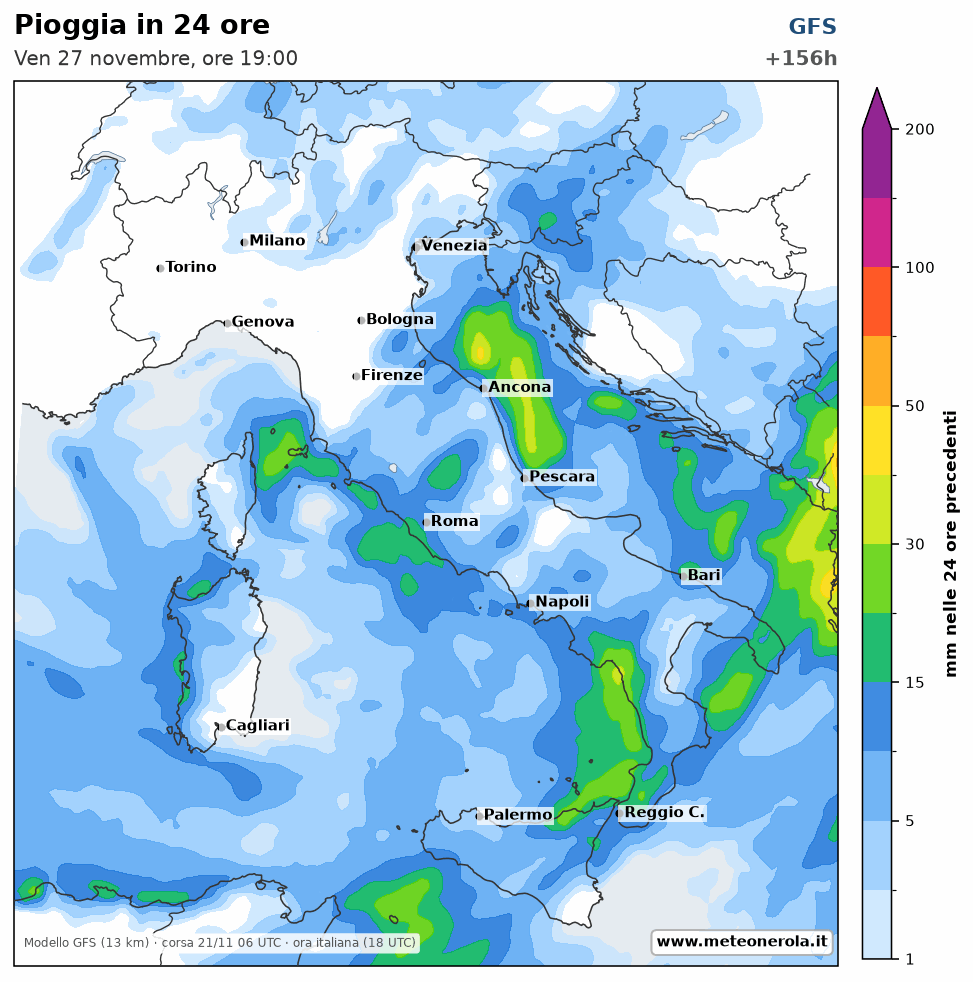 Pioggia in 24 ore
GFS
Ven 27 novembre, ore 19:00
+156h
200
100
50
30
15
5
1
mm nelle 24 ore precedenti
Milano
Venezia
Torino
Genova
Bologna
Firenze
Ancona
Pescara
Roma
Bari
Napoli
Cagliari
Palermo
Reggio C.
Modello GFS (13 km) · corsa 21/11 06 UTC · ora italiana (18 UTC)
www.meteonerola.it